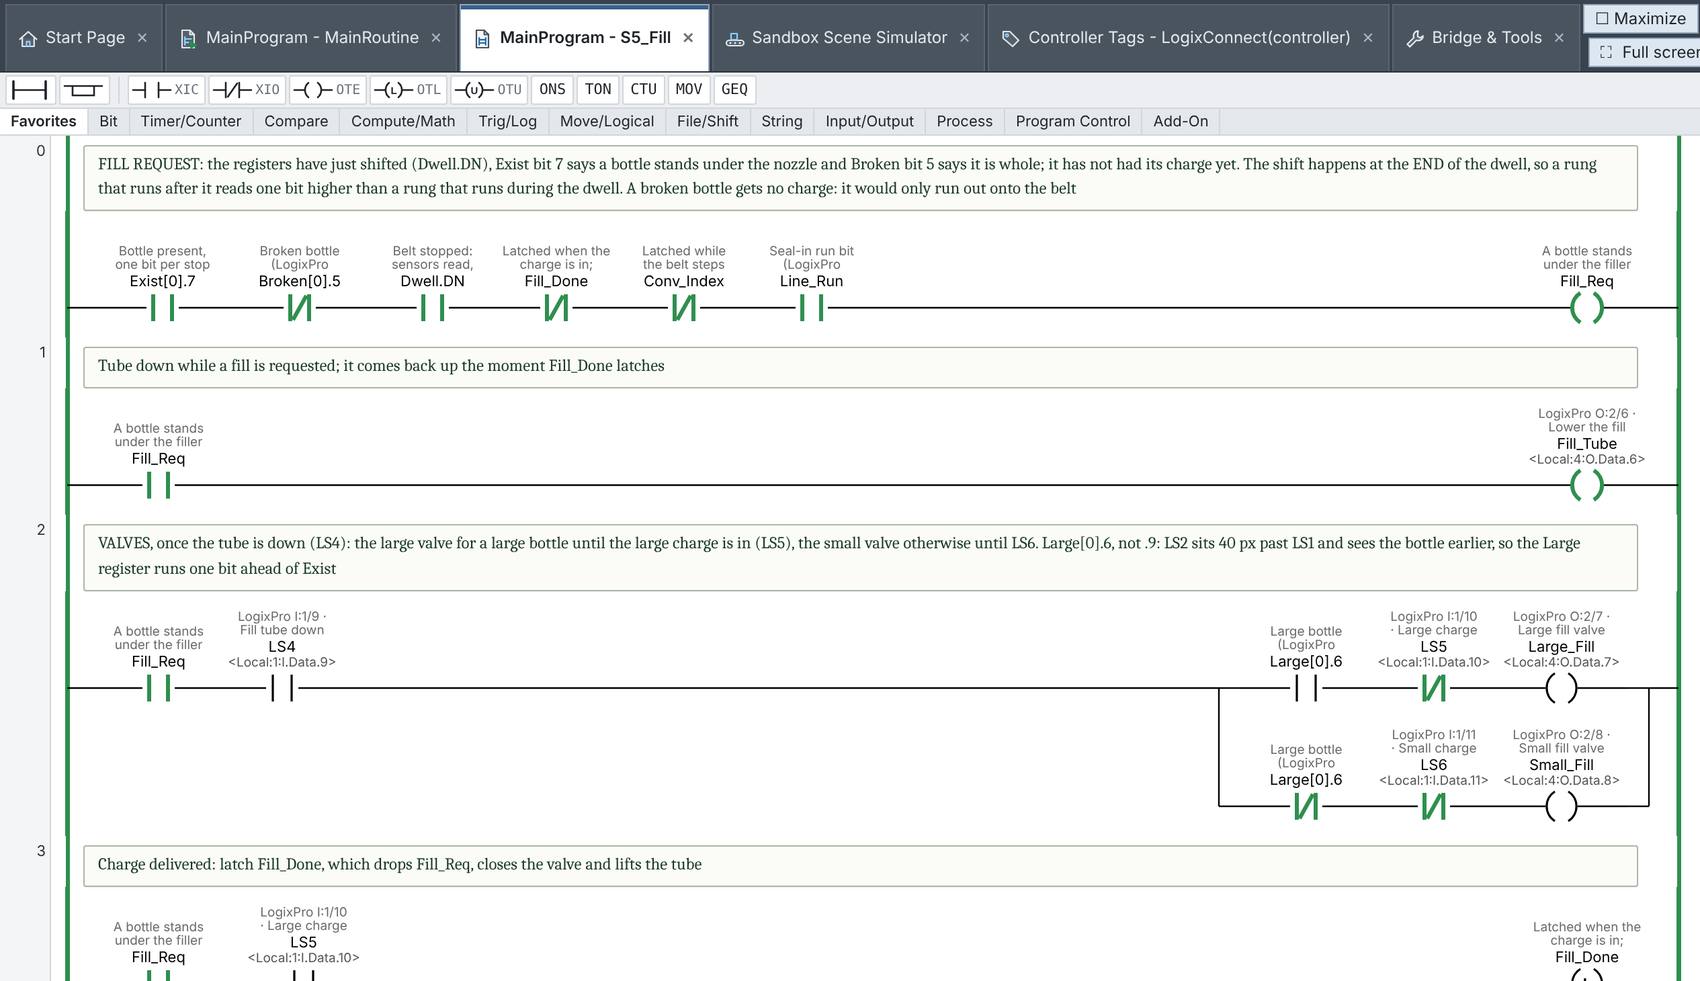 Start Page ×
MainProgram - MainRoutine ×
MainProgram - S5_Fill ×
Sandbox Scene Simulator ×
Controller Tags - LogixConnect(controller) ×
Bridge & Tools ×
Maximize
Full screen
XIC XIO OTE L OTL U OTU ONS TON CTU MOV GEQ
Favorites Bit Timer/Counter Compare Compute/Math Trig/Log Move/Logical File/Shift String Input/Output Process Program Control Add-On
0
FILL REQUEST: the registers have just shifted (Dwell.DN), Exist bit 7 says a bottle stands under the nozzle and Broken bit 5 says it is whole; it has not had its charge yet. The shift happens at the END of the dwell, so a rung
that runs after it reads one bit higher than a rung that runs during the dwell. A broken bottle gets no charge: it would only run out onto the belt
Bottle present,
one bit per stop
Exist[0].7
Broken bottle
(LogixPro
Broken[0].5
Belt stopped:
sensors read,
Dwell.DN
Latched when the
charge is in;
Fill_Done
Latched while
the belt steps
Conv_Index
Seal-in run bit
(LogixPro
Line_Run
A bottle stands
under the filler
Fill_Req
1
Tube down while a fill is requested; it comes back up the moment Fill_Done latches
A bottle stands
under the filler
Fill_Req
LogixPro O:2/6 ·
Lower the fill
Fill_Tube
<Local:4:O.Data.6>
2
VALVES, once the tube is down (LS4): the large valve for a large bottle until the large charge is in (LS5), the small valve otherwise until LS6. Large[0].6, not .9: LS2 sits 40 px past LS1 and sees the bottle earlier, so the Large
register runs one bit ahead of Exist
A bottle stands
under the filler
Fill_Req
LogixPro I:1/9 ·
Fill tube down
LS4
<Local:1:I.Data.9>
Large bottle
(LogixPro
Large[0].6
LogixPro I:1/10
· Large charge
LS5
<Local:1:I.Data.10>
LogixPro O:2/7 ·
Large fill valve
Large_Fill
<Local:4:O.Data.7>
Large bottle
(LogixPro
Large[0].6
LogixPro I:1/11
· Small charge
LS6
<Local:1:I.Data.11>
LogixPro O:2/8 ·
Small fill valve
Small_Fill
<Local:4:O.Data.8>
3
Charge delivered: latch Fill_Done, which drops Fill_Req, closes the valve and lifts the tube
A bottle stands
under the filler
Fill_Req
LogixPro I:1/10
· Large charge
LS5
<Local:1:I.Data.10>
Latched when the
charge is in;
Fill_Done